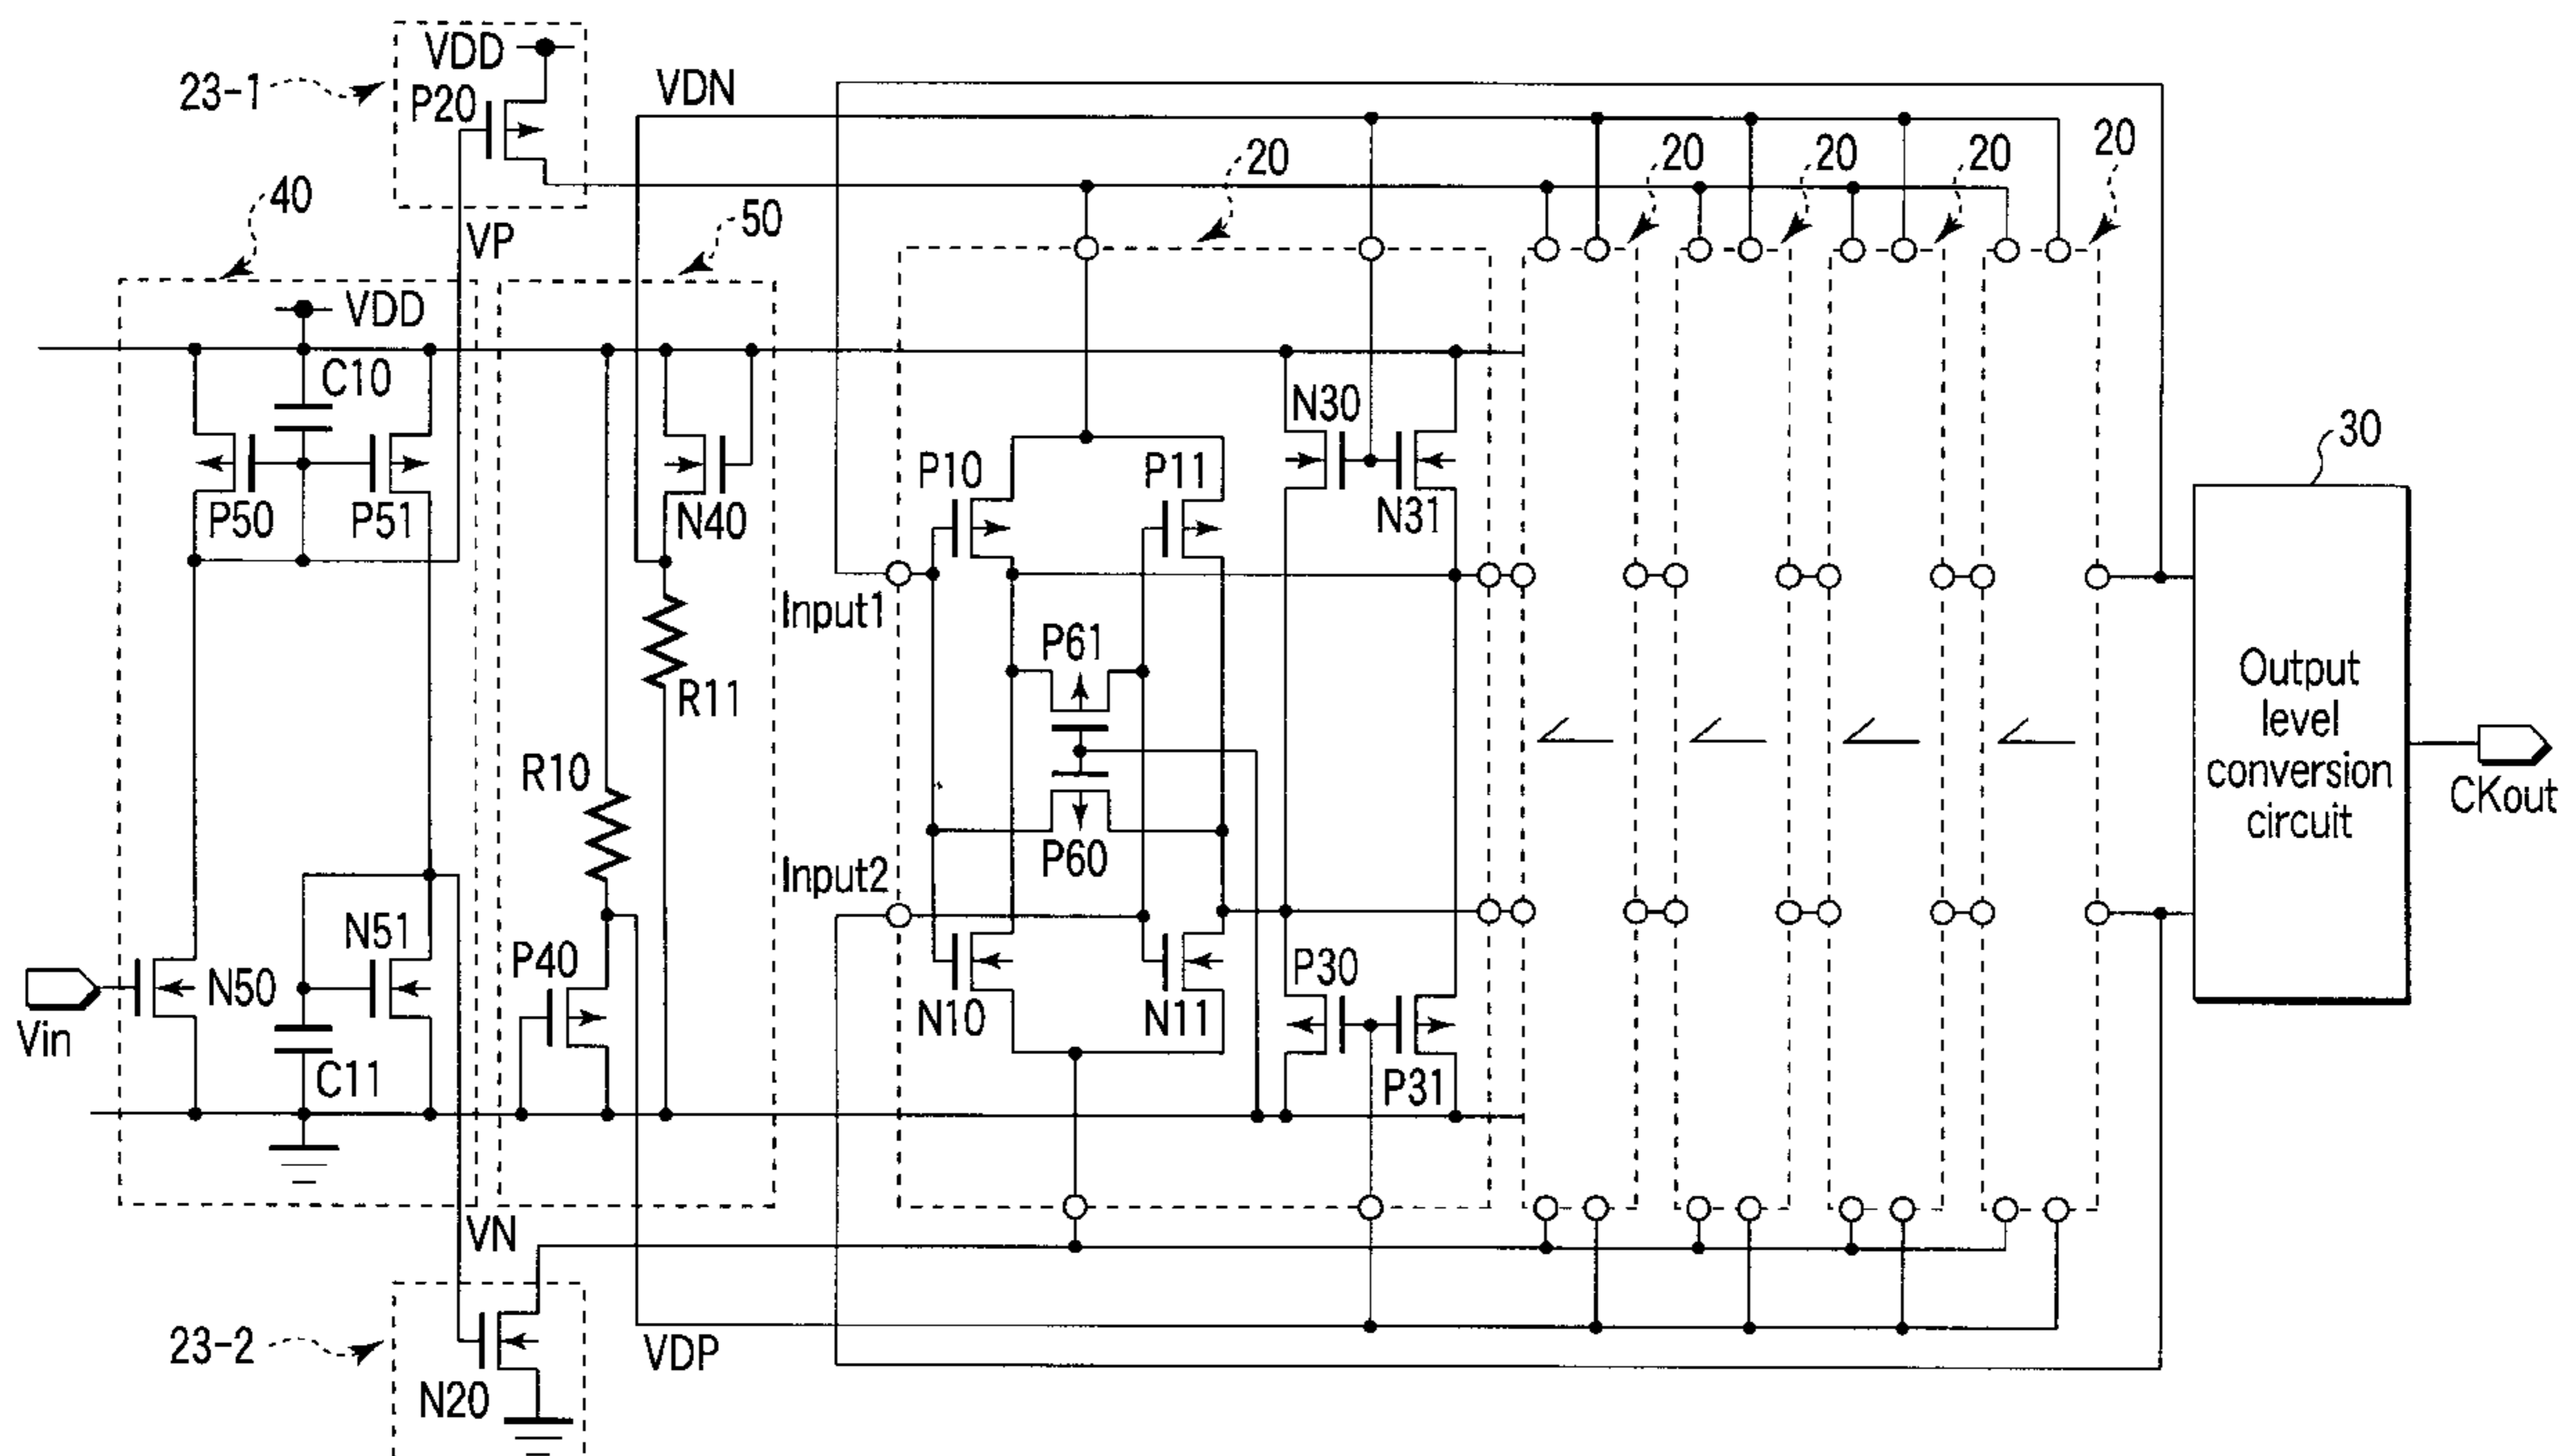 VDD
23-1
P20
VDN
20
20
20
20
20
40
VP
50
VDD
C10
N30
30
P10
P11
P50
P51
N40
N31
Input1
P61
R11
Output
level
conversion
circuit
R10
CKout
P60
Input2
N51
P40
P30
N50
Vin
N10
N11
C11
P31
VN
23-2
VDP
N20